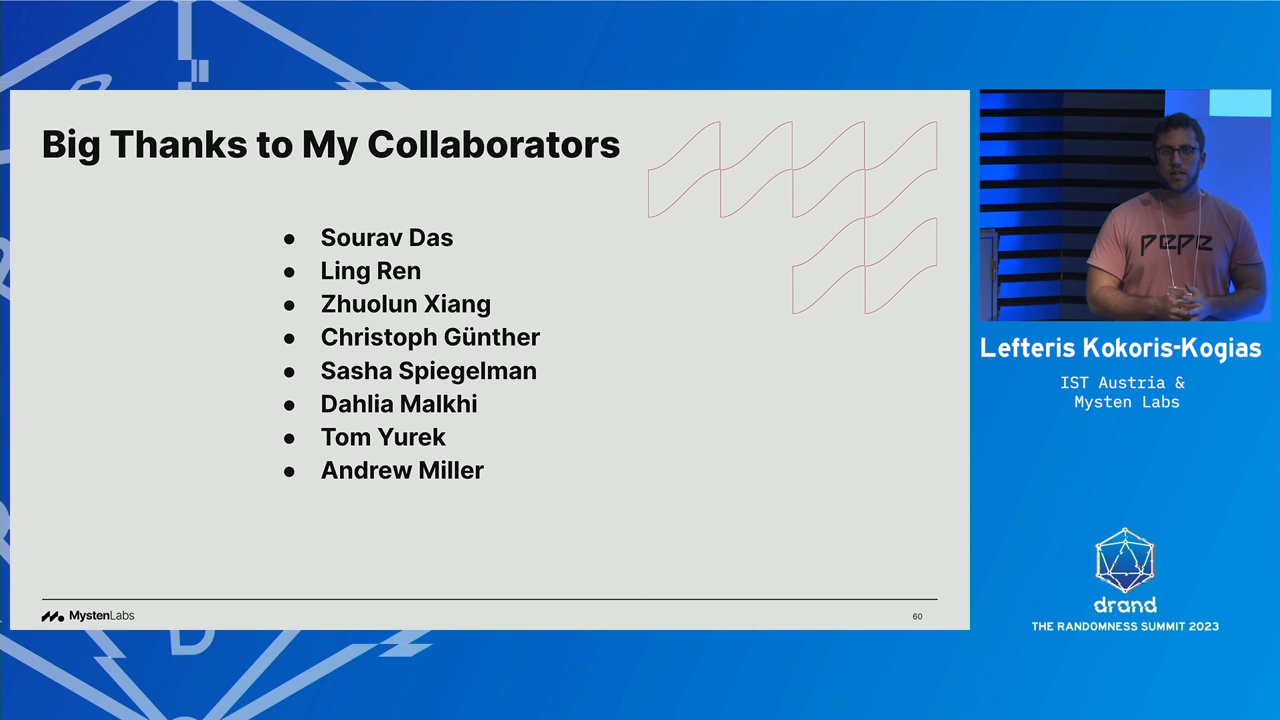 Big Thanks to My Collaborators
● Sourav Das
● Ling Ren
● Zhuolun Xiang
● Christoph Günther
● Sasha Spiegelman
● Dahlia Malkhi
● Tom Yurek
● Andrew Miller
MystenLabs
60
pepe
Lefteris Kokoris-Kogias
IST Austria &
Mysten Labs
drand
THE RANDOMNESS SUMMIT 2023